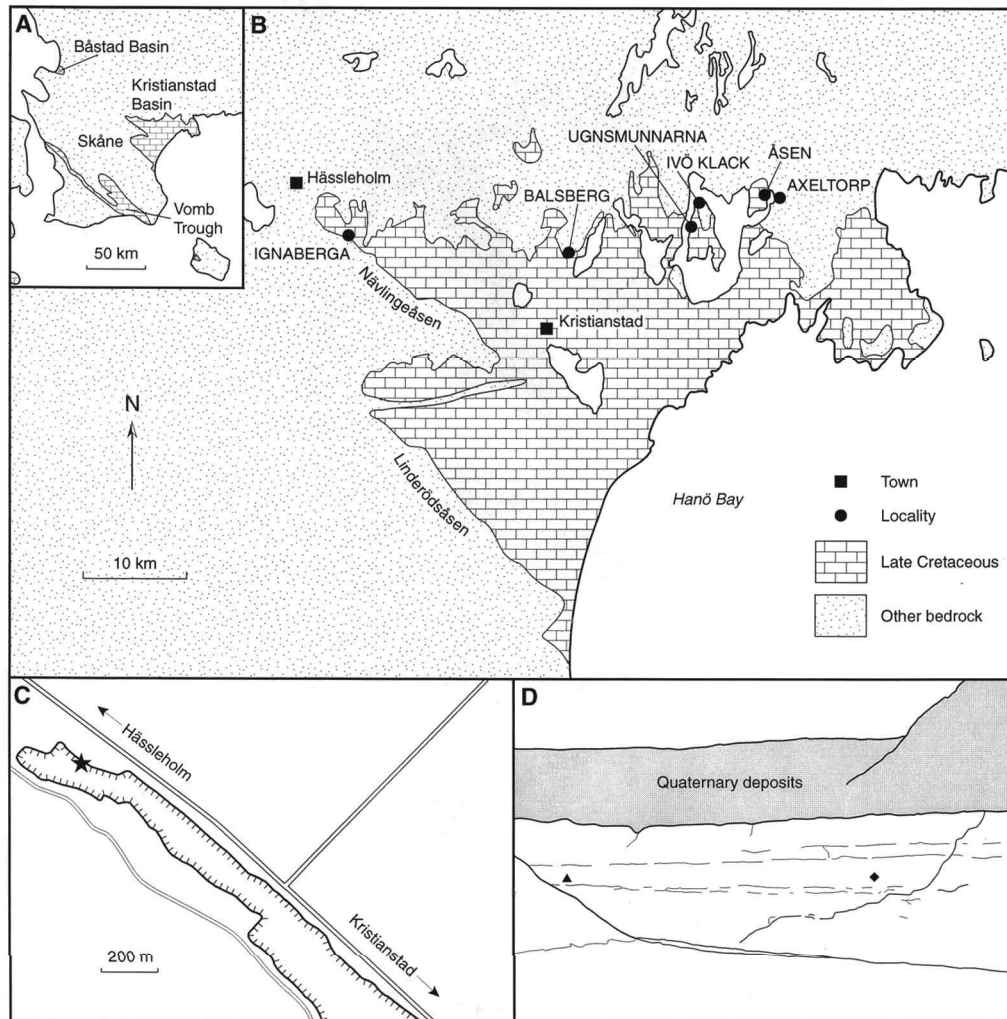 A
Båstad Basin
Kristianstad
Basin
Skåne
Vomb
Trough
50 km
B
UGNSMUNNARNA
IVÖ KLACK
ÅSEN
AXELTORP
Hässleholm
BALSBERG
IGNABERGA
Nävlingeåsen
Kristianstad
N
Linderödsåsen
Hanö Bay
10 km
Town
Locality
Late Cretaceous
Other bedrock
C
Hässleholm
Kristianstad
200 m
D
Quaternary deposits